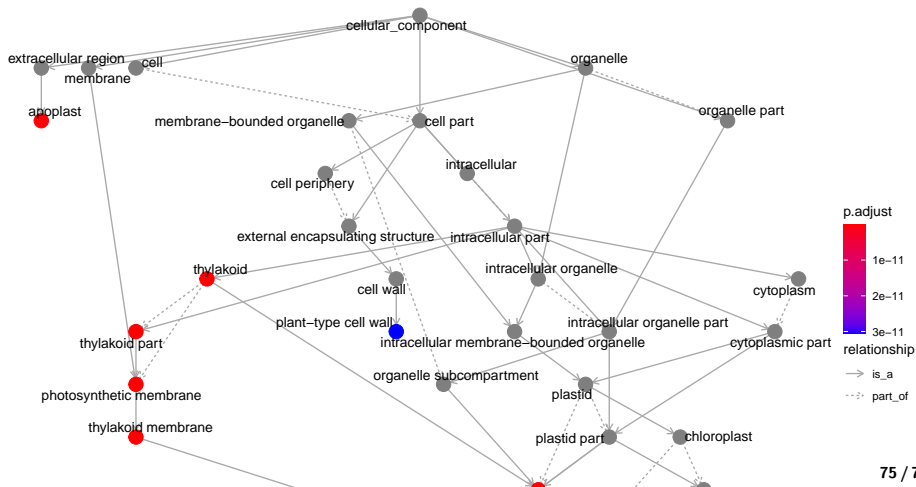 cellular_component
extracellular region
cell
organelle
membrane
apoplast
organelle part
membrane−bounded organelle
cell part
intracellular
cell periphery
external encapsulating structure
intracellular part
thylakoid
intracellular organelle
cell wall
cytoplasm
plant−type cell wall
intracellular organelle part
thylakoid part
intracellular membrane−bounded organelle
cytoplasmic part
organelle subcompartment
photosynthetic membrane
plastid
thylakoid membrane
plastid part
chloroplast
p.adjust
1e−11
2e−11
3e−11
relationship
is_a
part_of
75 / 7